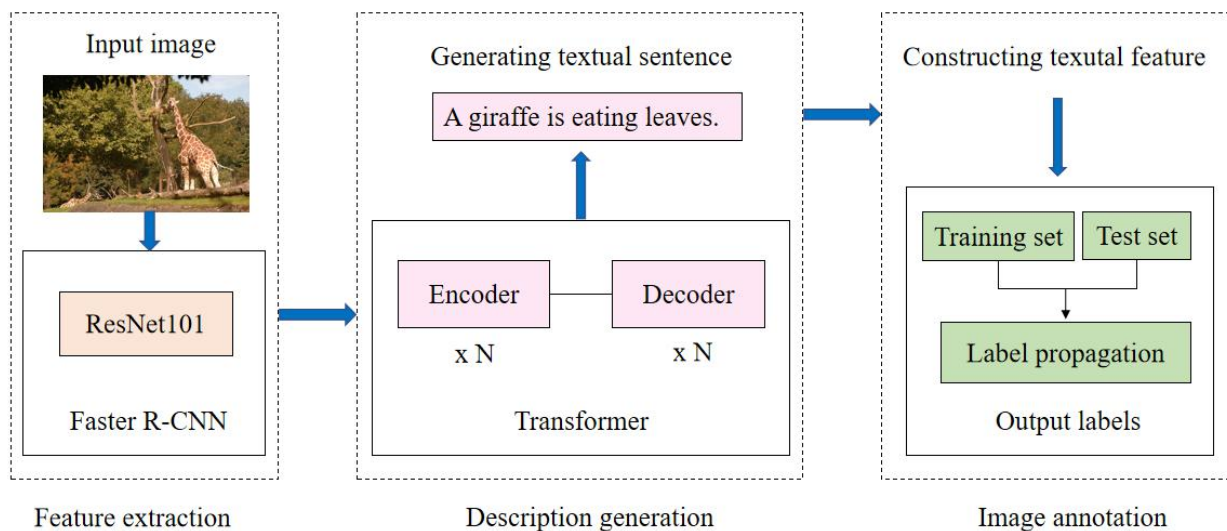 Input image
ResNet101
Faster R-CNN
Feature extraction
Generating textual sentence
A giraffe is eating leaves.
Encoder
Decoder
x N
x N
Transformer
Description generation
Constructing texutal feature
Training set
Test set
Label propagation
Output labels
Image annotation